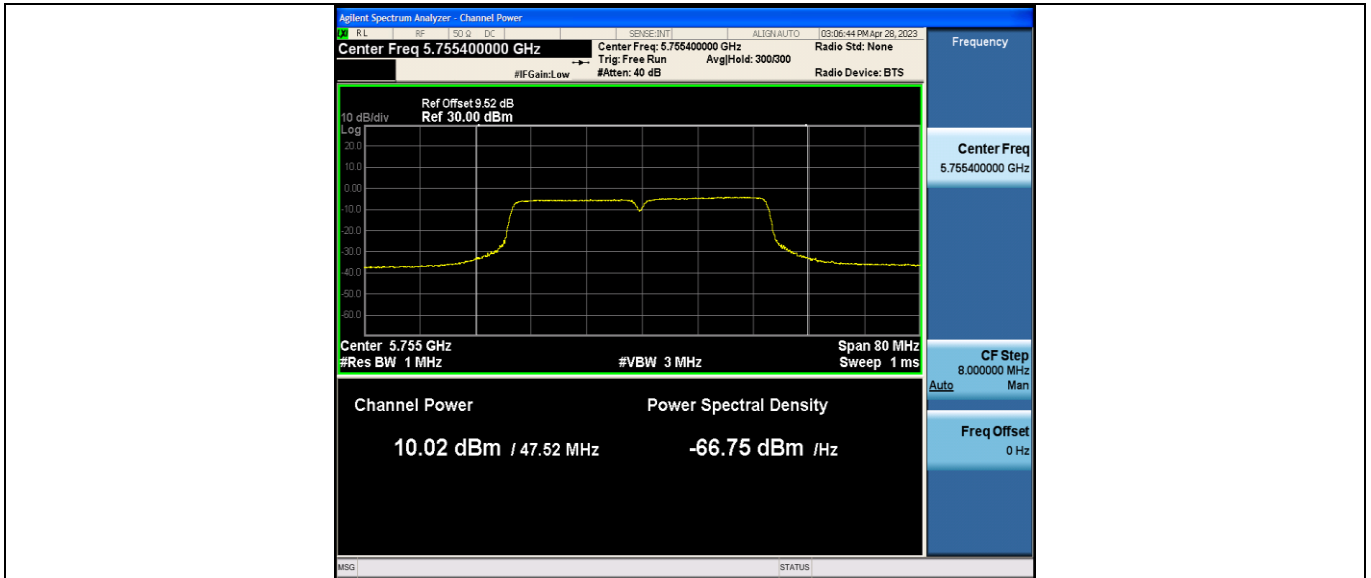 Agilent Spectrum Analyzer - Channel Power
LXI RL RF 50 Ω DC SENSE:INT ALIGN AUTO 03:06:44 PM Apr 28, 2023
Center Freq 5.755400000 GHz
Center Freq: 5.755400000 GHz
Radio Std: None
Trig: Free Run Avg|Hold: 300/300
#IFGain:Low #Atten: 40 dB Radio Device: BTS
Ref Offset 9.52 dB
10 dB/div Ref 30.00 dBm
Log
20.0
10.0
0.00
-10.0
-20.0
-30.0
-40.0
-50.0
-60.0
Center 5.755 GHz Span 80 MHz
#Res BW 1 MHz #VBW 3 MHz Sweep 1 ms
Channel Power Power Spectral Density
10.02 dBm / 47.52 MHz -66.75 dBm /Hz
MSG STATUS
Frequency
Center Freq
5.755400000 GHz
CF Step
8.000000 MHz
Auto Man
Freq Offset
0 Hz